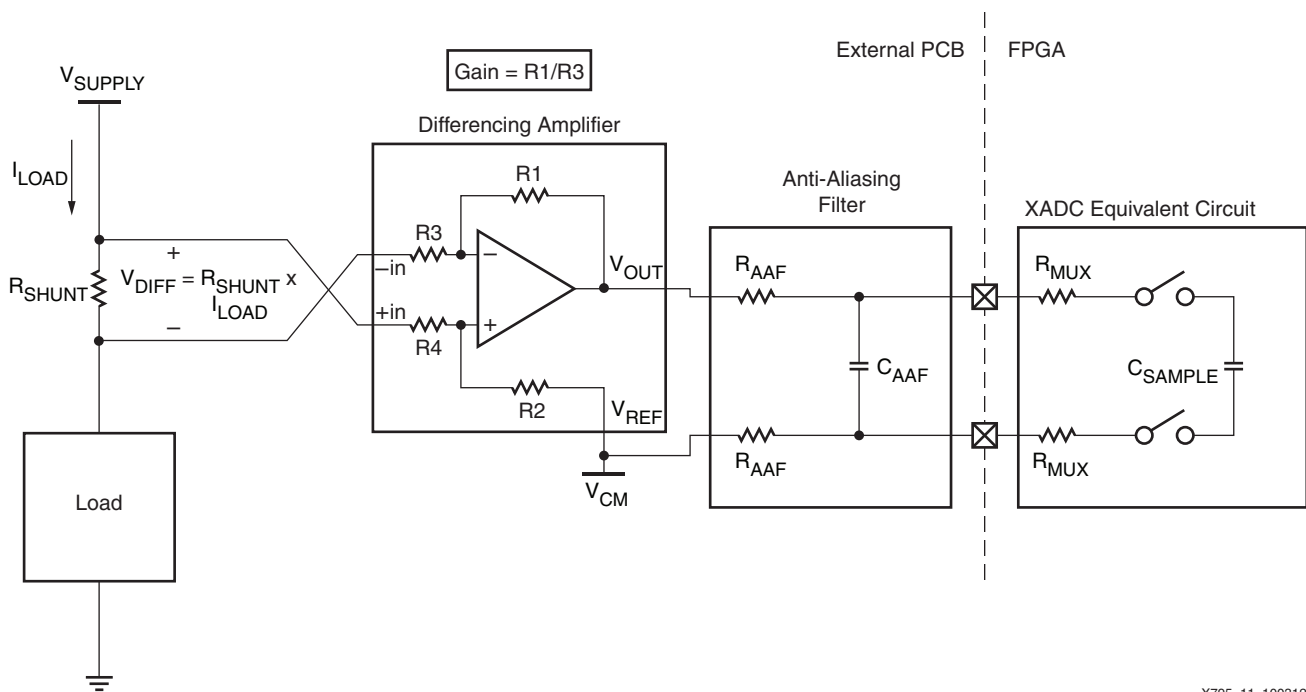 External PCB
FPGA
VSUPPLY
Gain = R1/R3
Differencing Amplifier
ILOAD
R1
Anti-Aliasing
Filter
XADC Equivalent Circuit
+
R3
−in
−
VOUT
RAAF
RMUX
RSHUNT
VDIFF = RSHUNT x
ILOAD
+in
+
−
R4
CAAF
CSAMPLE
R2
VREF
RAAF
RMUX
VCM
Load